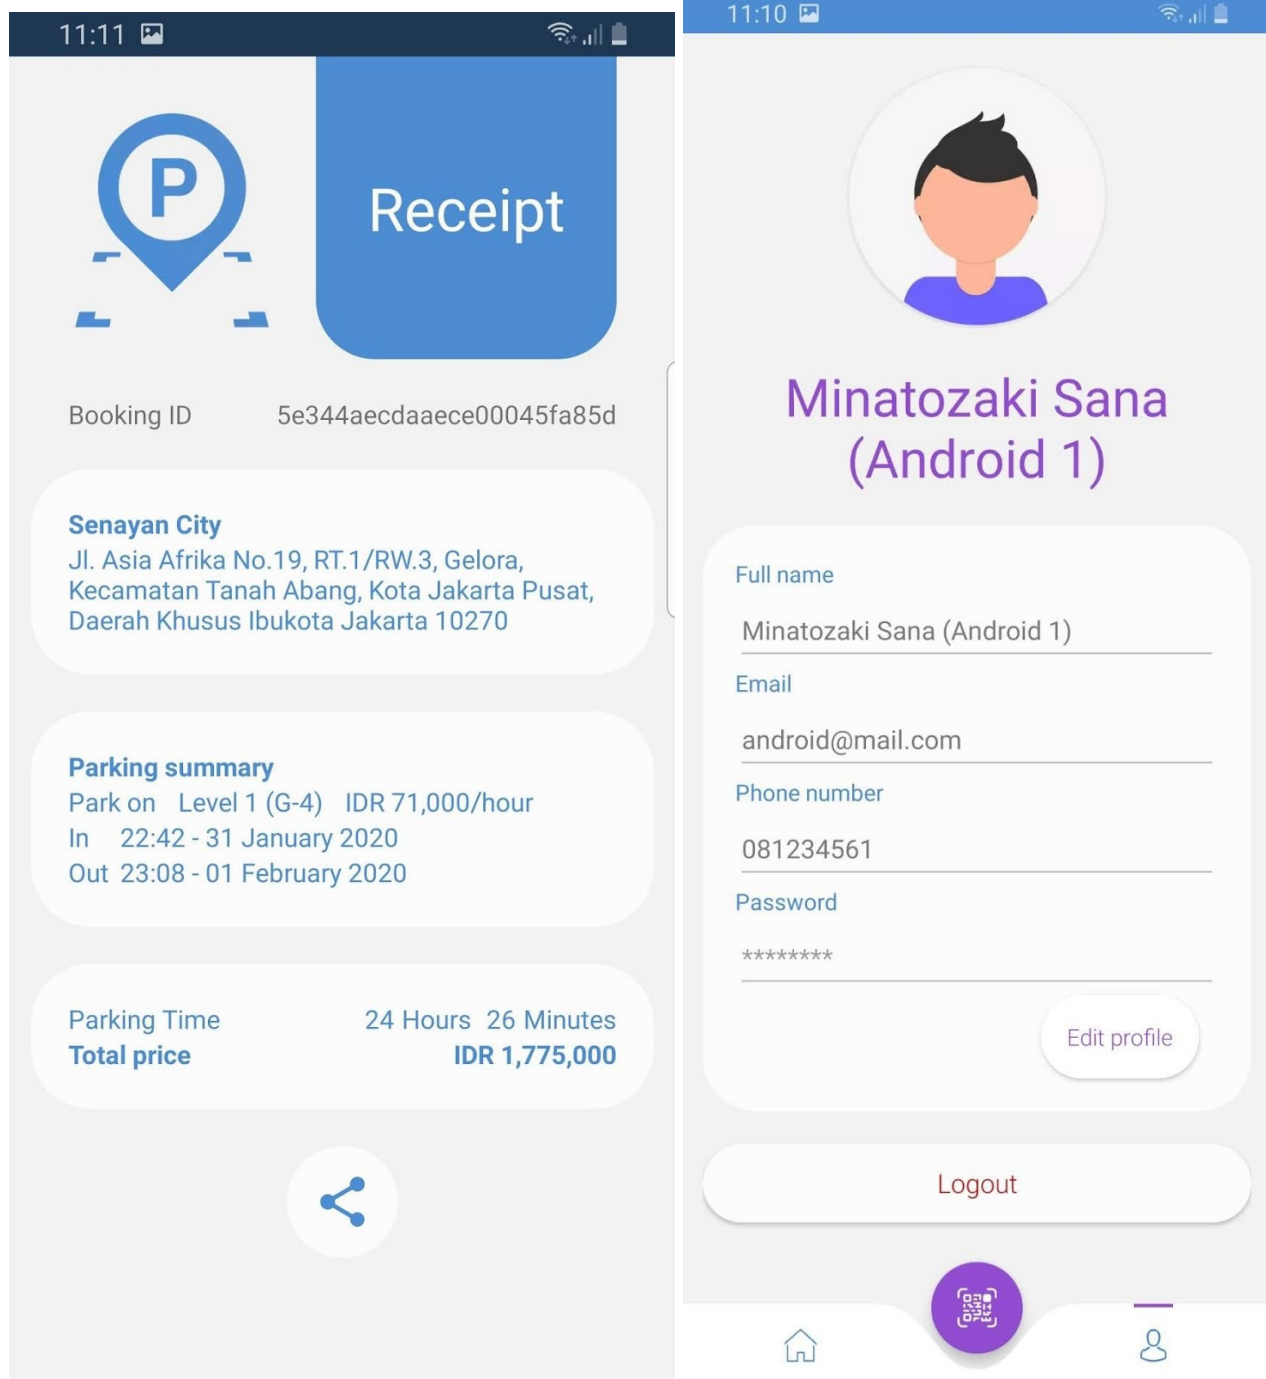 11:11
P
Receipt
Booking ID 5e344aecdaaece00045fa85d
Senayan City
Jl. Asia Afrika No.19, RT.1/RW.3, Gelora,
Kecamatan Tanah Abang, Kota Jakarta Pusat,
Daerah Khusus Ibukota Jakarta 10270
Parking summary
Park on Level 1 (G-4) IDR 71,000/hour
In 22:42 - 31 January 2020
Out 23:08 - 01 February 2020
Parking Time 24 Hours 26 Minutes
Total price IDR 1,775,000
11:10
Minatozaki Sana
(Android 1)
Full name
Minatozaki Sana (Android 1)
Email
android@mail.com
Phone number
081234561
Password
********
Edit profile
Logout